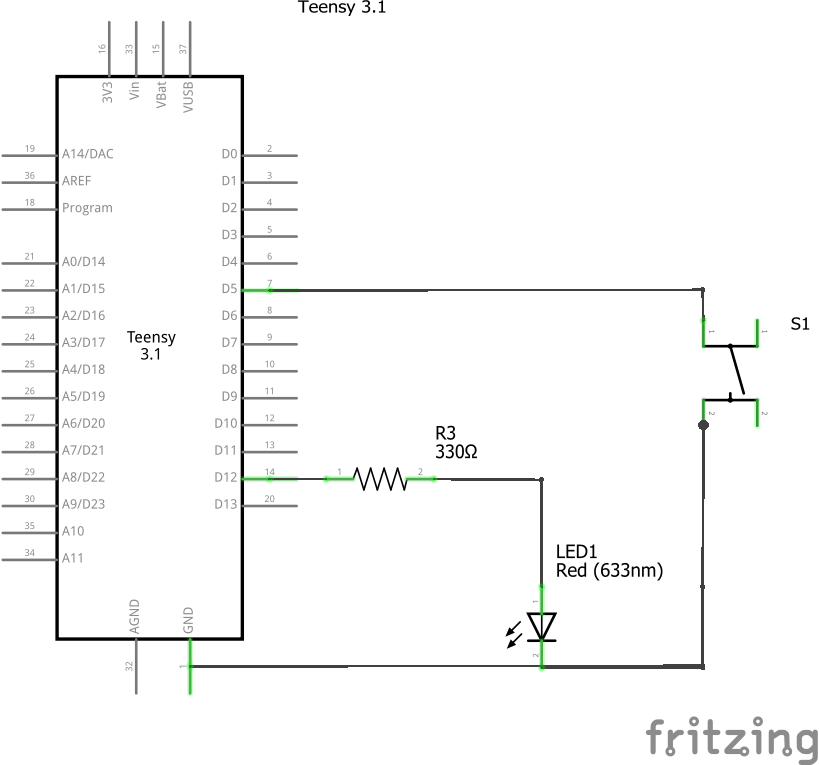 Teensy 3.1
16
33
15
37
3V3
Vin
VBat
VUSB
19 A14/DAC D0 2
36 AREF D1 3
18 Program D2 4
D3 5
21 A0/D14 D4 6
22 A1/D15 D5 7
23 A2/D16 D6 8
24 A3/D17 D7 9
25 A4/D18 D8 10
26 A5/D19 D9 11
27 A6/D20 D10 12
28 A7/D21 D11 13
29 A8/D22 D12 14
30 A9/D23 D13 20
35 A10
34 A11
Teensy
3.1
AGND
GND
32
1
S1
1
1
2
2
R3
330Ω
1
2
LED1
Red (633nm)
1
2
fritzing